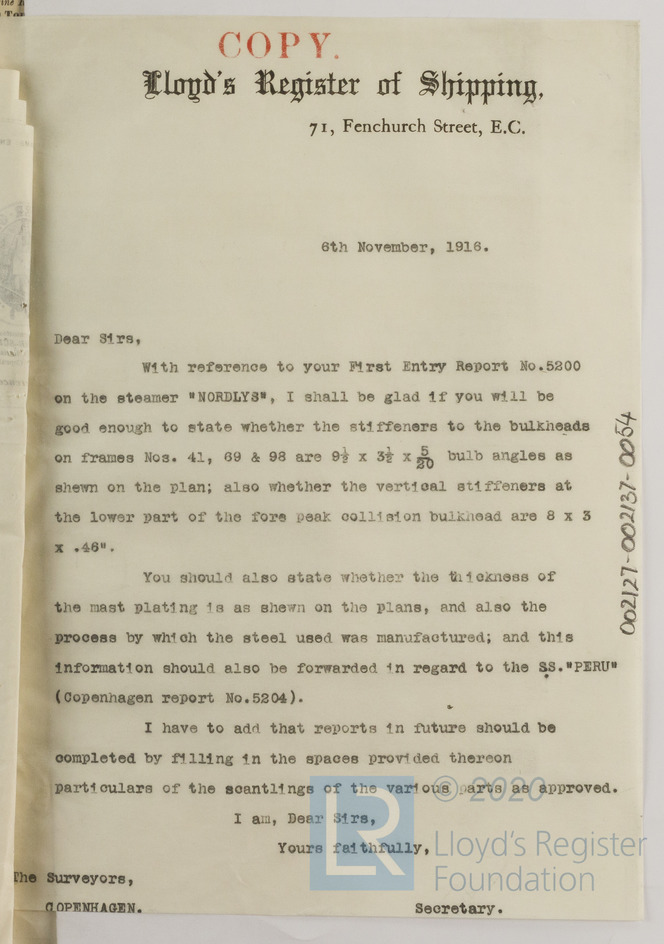 COPY.
Lloyd's Register of Shipping,
71, Fenchurch Street, E.C.
6th November, 1916.
Dear Sirs,
With reference to your First Entry Report No.5200
on the steamer "NORDLYS", I shall be glad if you will be
good enough to state whether the stiffeners to the bulkheads
on frames Nos. 41, 69 & 98 are 9½ x 3½ x 5/20 bulb angles as
shewn on the plan; also whether the vertical stiffeners at
the lower part of the fore peak collision bulkhead are 8 x 3
x .46".
You should also state whether the thickness of
the mast plating is as shewn on the plans, and also the
process by which the steel used was manufactured; and this
information should also be forwarded in regard to the SS."PERU"
(Copenhagen report No.5204).
I have to add that reports in future should be
completed by filling in the spaces provided thereon
particulars of the scantlings of the various parts as approved.
I am, Dear Sirs,
Yours faithfully,
The Surveyors,
COPENHAGEN.
Secretary.
002127-002137-0054
LR
© 2020
Lloyd's Register
Foundation